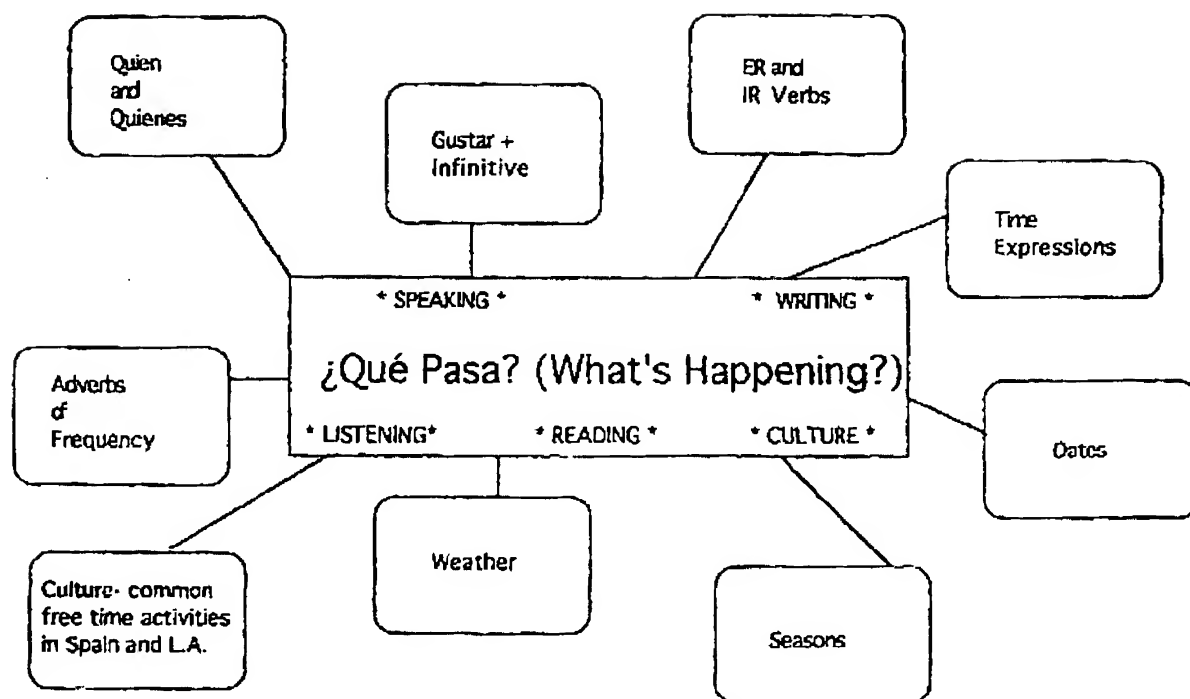 Quien
and
Quienes
Gustar +
Infinitive
ER and
IR Verbs
Time
Expressions
* SPEAKING *
* WRITING *
¿Qué Pasa? (What's Happening?)
* LISTENING*
* READING *
* CULTURE *
Adverbs
of
Frequency
Dates
Culture- common
free time activities
in Spain and L.A.
Weather
Seasons